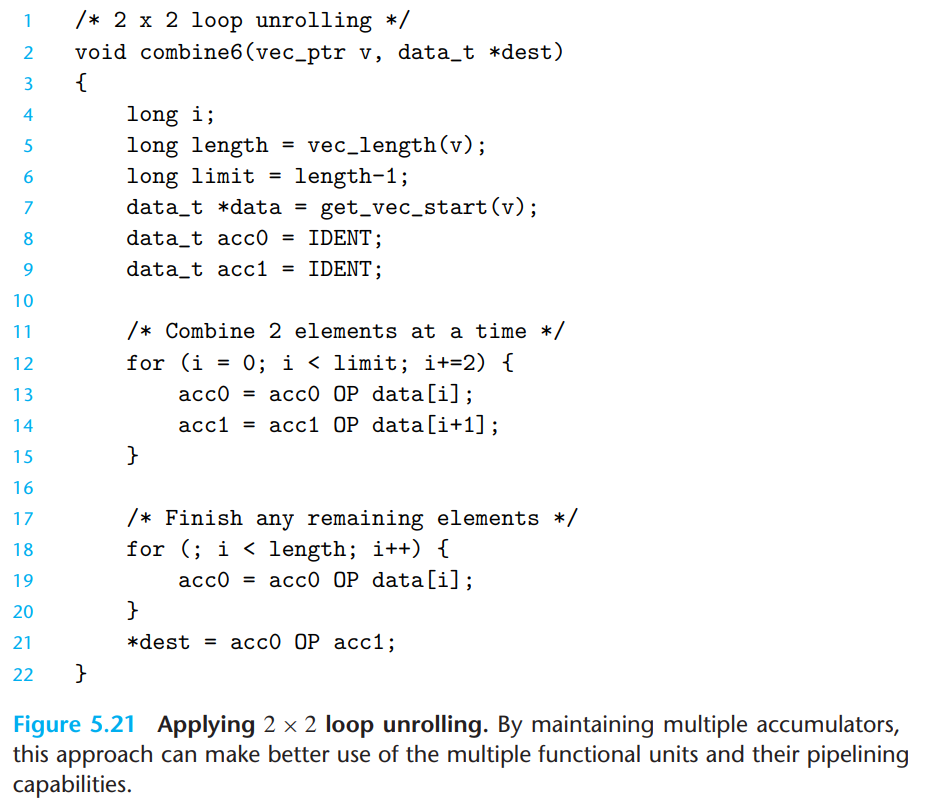 1 /* 2 x 2 loop unrolling */
2 void combine6(vec_ptr v, data_t *dest)
3 {
4     long i;
5     long length = vec_length(v);
6     long limit = length-1;
7     data_t *data = get_vec_start(v);
8     data_t acc0 = IDENT;
9     data_t acc1 = IDENT;
10
11     /* Combine 2 elements at a time */
12     for (i = 0; i < limit; i+=2) {
13         acc0 = acc0 OP data[i];
14         acc1 = acc1 OP data[i+1];
15     }
16
17     /* Finish any remaining elements */
18     for (; i < length; i++) {
19         acc0 = acc0 OP data[i];
20     }
21     *dest = acc0 OP acc1;
22 }
Figure 5.21 Applying 2 × 2 loop unrolling. By maintaining multiple accumulators,
this approach can make better use of the multiple functional units and their pipelining
capabilities.